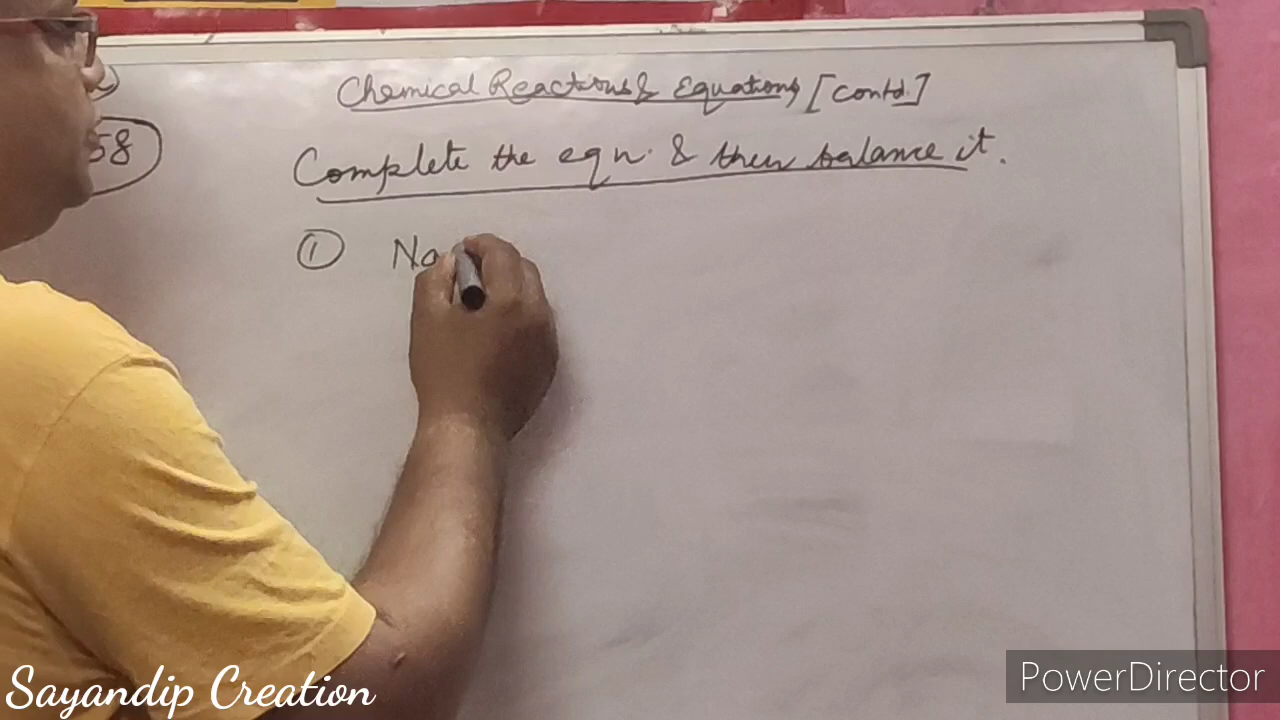 Chemical Reactions & Equations [contd.]
58
Complete the eqn. & then balance it.
① Na
Sayandip Creation
PowerDirector